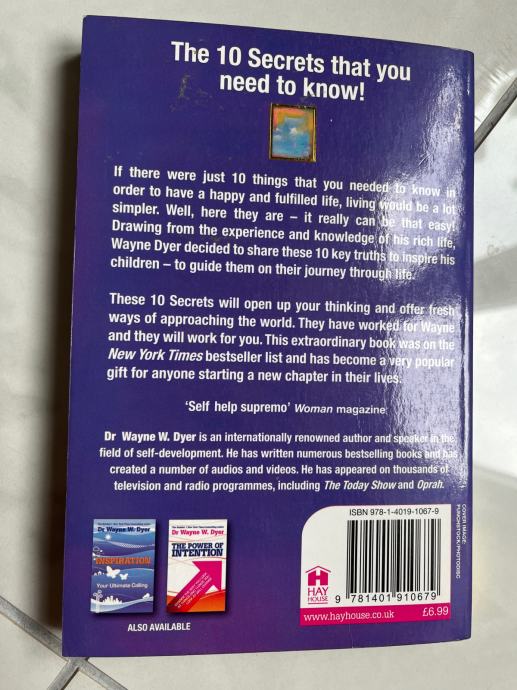 The 10 Secrets that you
need to know!
If there were just 10 things that you needed to know in
order to have a happy and fulfilled life, living would be a lot
simpler. Well, here they are – it really can be that easy!
Drawing from the experience and knowledge of his rich life,
Wayne Dyer decided to share these 10 key truths to inspire his
children – to guide them on their journey through life.
These 10 Secrets will open up your thinking and offer fresh
ways of approaching the world. They have worked for Wayne
and they will work for you. This extraordinary book was on the
New York Times bestseller list and has become a very popular
gift for anyone starting a new chapter in their lives.
‘Self help supremo’ Woman magazine
Dr Wayne W. Dyer is an internationally renowned author and speaker in the
field of self-development. He has written numerous bestselling books and has
created a number of audios and videos. He has appeared on thousands of
television and radio programmes, including The Today Show and Oprah.
Dr Wayne W. Dyer
INSPIRATION
Your Ultimate Calling
Dr Wayne W. Dyer
THE POWER OF
INTENTION
ALSO AVAILABLE
ISBN 978-1-4019-1067-9
9 781401 910679
HAY
HOUSE
www.hayhouse.co.uk
£6.99
COVER IMAGE:
PUNCHSTOCK/PHOTODISC